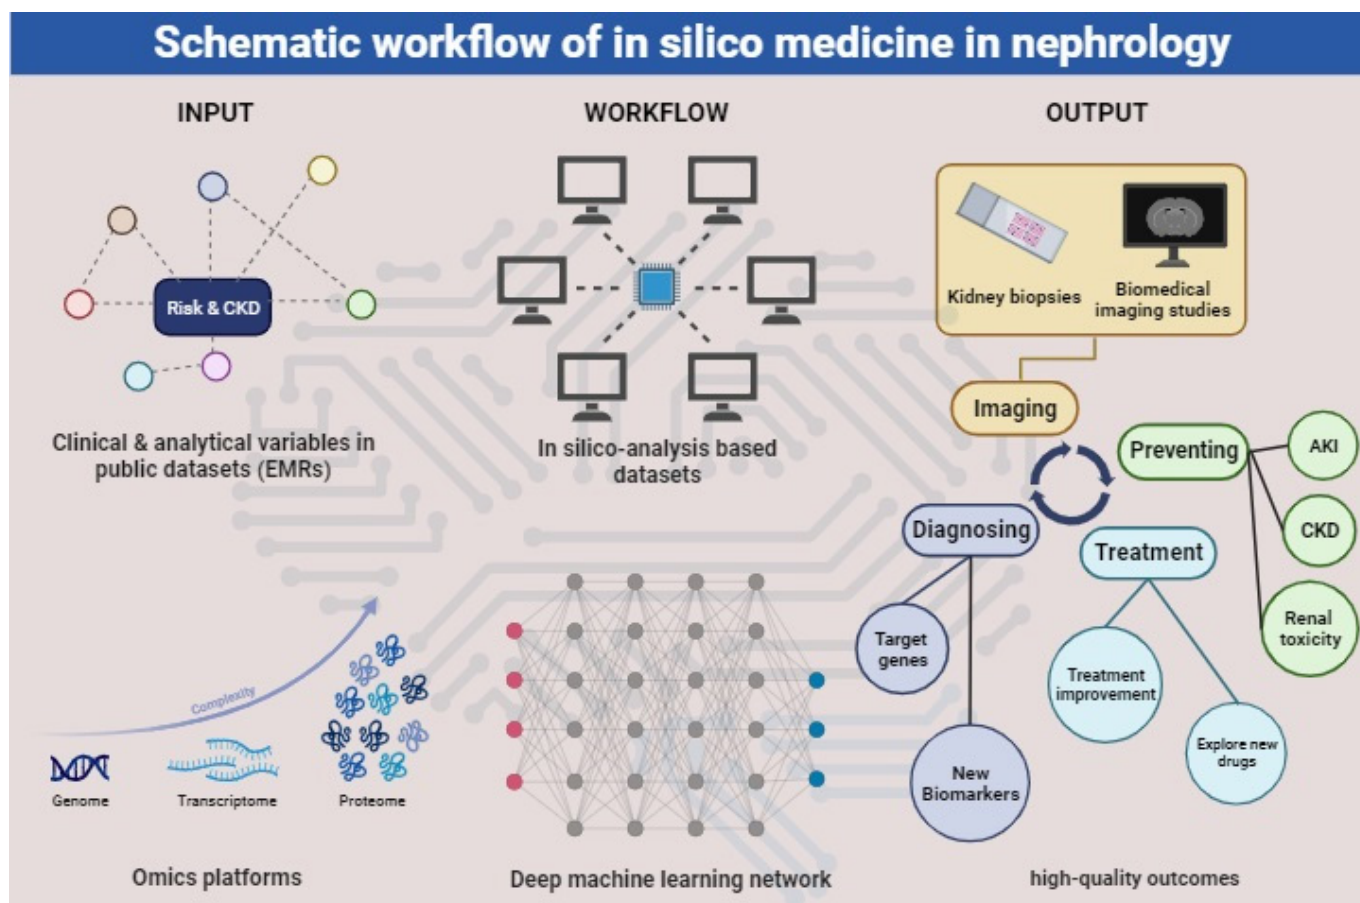 Schematic workflow of in silico medicine in nephrology
INPUT
Risk & CKD
Clinical & analytical variables in
public datasets (EMRs)
Complexity
Genome
Transcriptome
Proteome
Omics platforms
WORKFLOW
In silico-analysis based
datasets
Deep machine learning network
OUTPUT
Kidney biopsies
Biomedical
imaging studies
Imaging
Preventing
AKI
CKD
Renal
toxicity
Diagnosing
Target
genes
New
Biomarkers
Treatment
Treatment
improvement
Explore new
drugs
high-quality outcomes